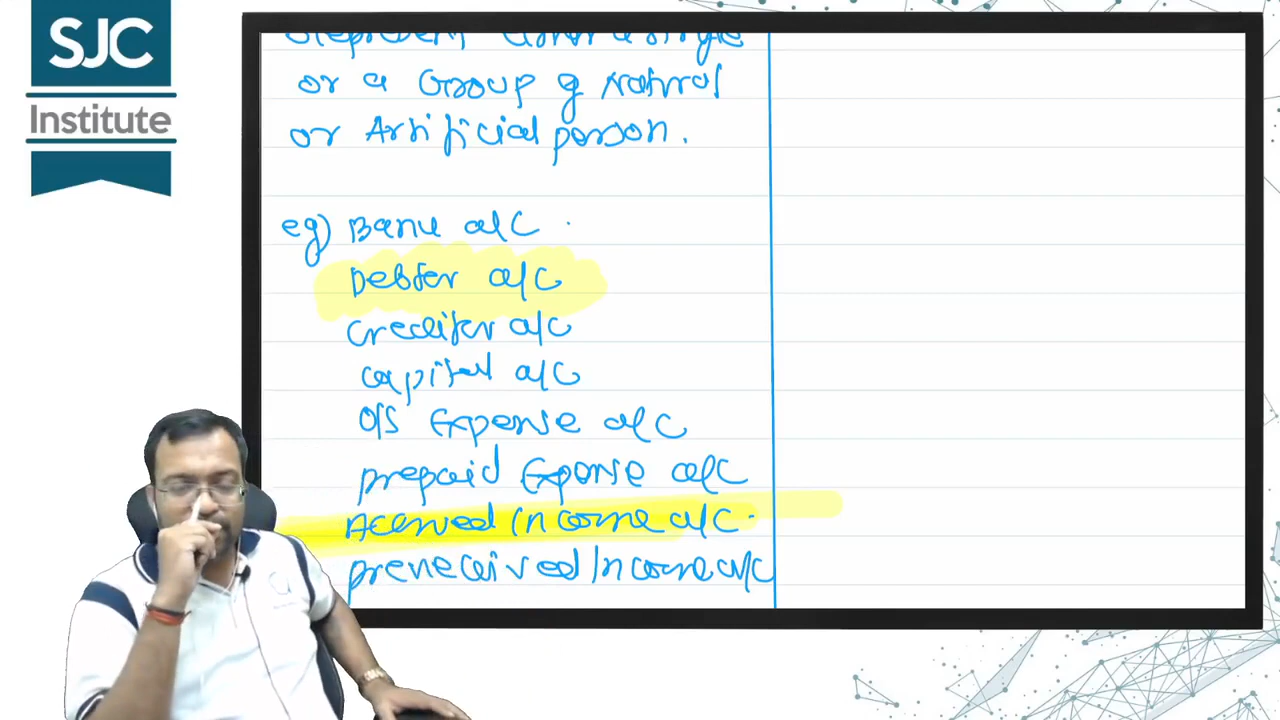 SJC
Institute
or a Group of Natural
or Artificial person.
eg) Bank a/c
Debtor a/c
creditor a/c
capital a/c
O/S Expense a/c
prepaid Expense a/c
Accrued Income a/c
prereceived Income a/c